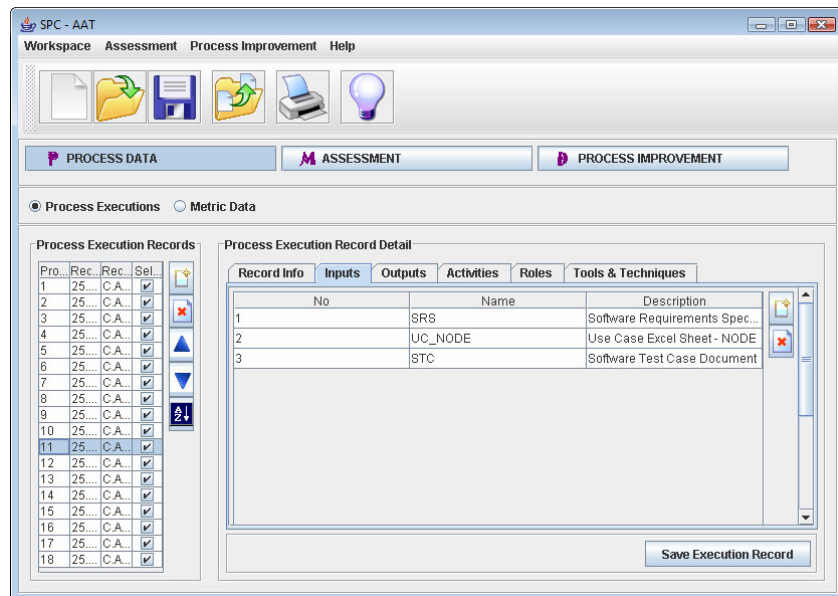 SPC - AAT
Workspace Assessment Process Improvement Help
P PROCESS DATA
M ASSESSMENT
PROCESS IMPROVEMENT
Process Executions Metric Data
Process Execution Records
Pro... Rec... Rec... Sel...
1 25.... C.A...
2 25.... C.A...
3 25.... C.A...
4 25.... C.A...
5 25.... C.A...
6 25.... C.A...
7 25.... C.A...
8 25.... C.A...
9 25.... C.A...
10 25.... C.A...
11 25.... C.A...
12 25.... C.A...
13 25.... C.A...
14 25.... C.A...
15 25.... C.A...
16 25.... C.A...
17 25.... C.A...
18 25.... C.A...
A Z
Process Execution Record Detail
Record Info Inputs Outputs Activities Roles Tools & Techniques
No Name Description
1 SRS Software Requirements Spec...
2 UC_NODE Use Case Excel Sheet - NODE
3 STC Software Test Case Document
Save Execution Record